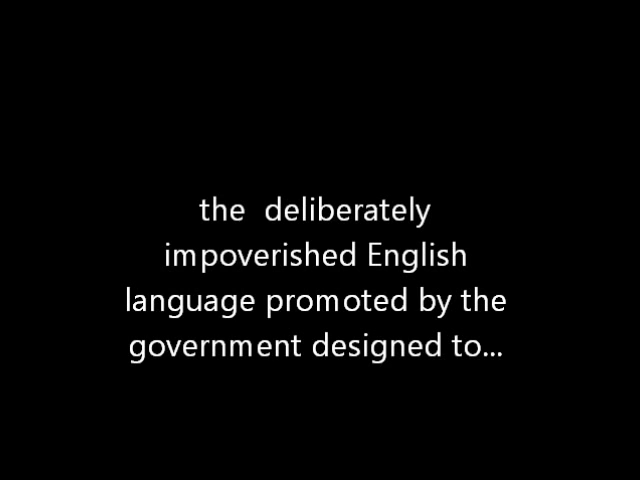 the  deliberately
impoverished English
language promoted by the
government designed to...